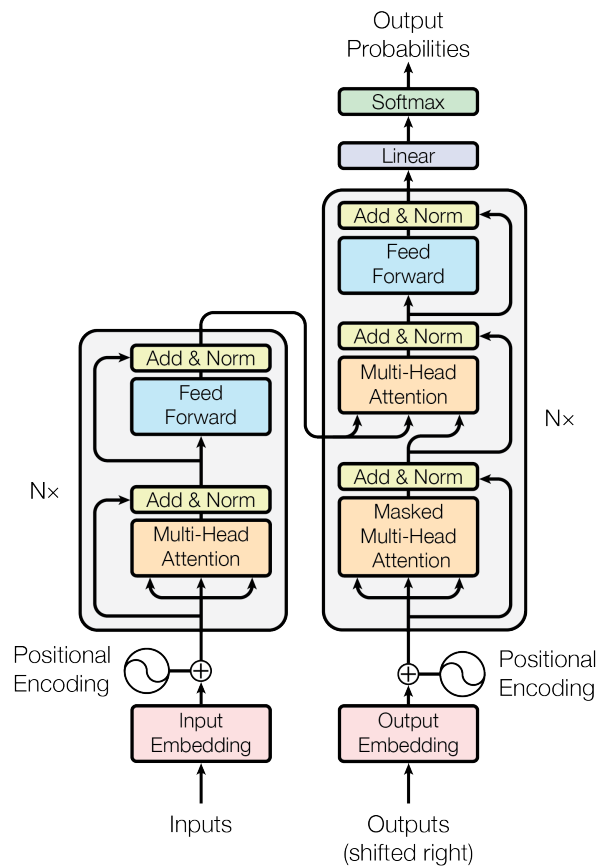 Output
Probabilities
Softmax
Linear
Add & Norm
Feed
Forward
Add & Norm
Multi-Head
Attention
Add & Norm
Masked
Multi-Head
Attention
N×
Add & Norm
Feed
Forward
Add & Norm
Multi-Head
Attention
N×
Positional
Encoding
Positional
Encoding
Input
Embedding
Output
Embedding
Inputs
Outputs
(shifted right)